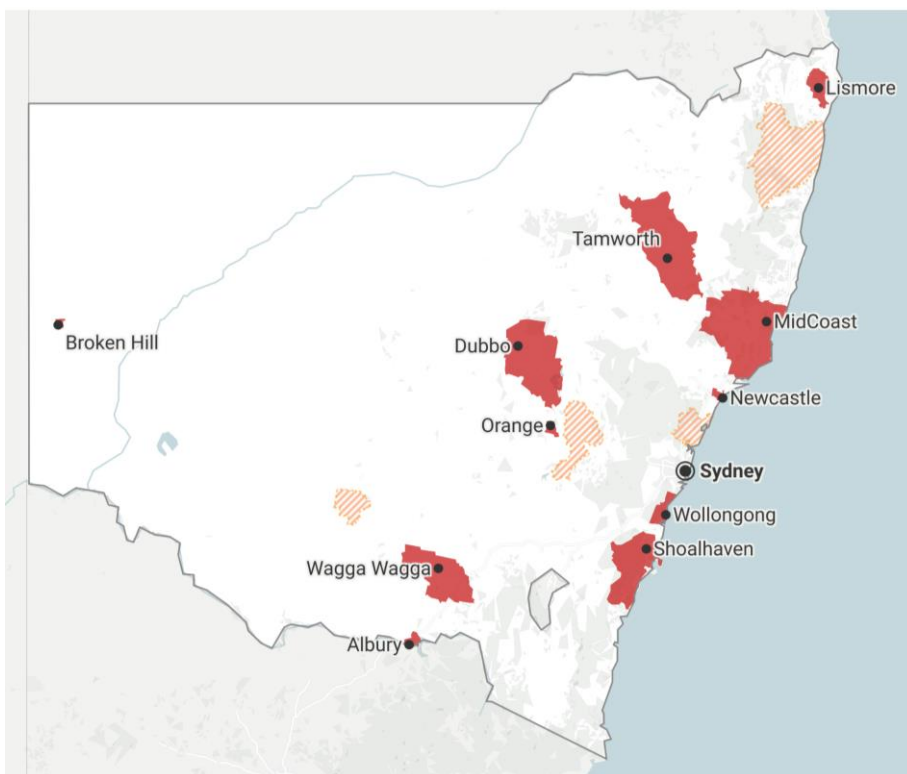 Lismore
Tamworth
MidCoast
Broken Hill
Dubbo
Newcastle
Orange
Sydney
Wollongong
Shoalhaven
Wagga Wagga
Albury